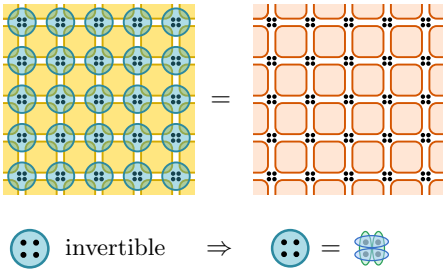 =
invertible ⇒ =